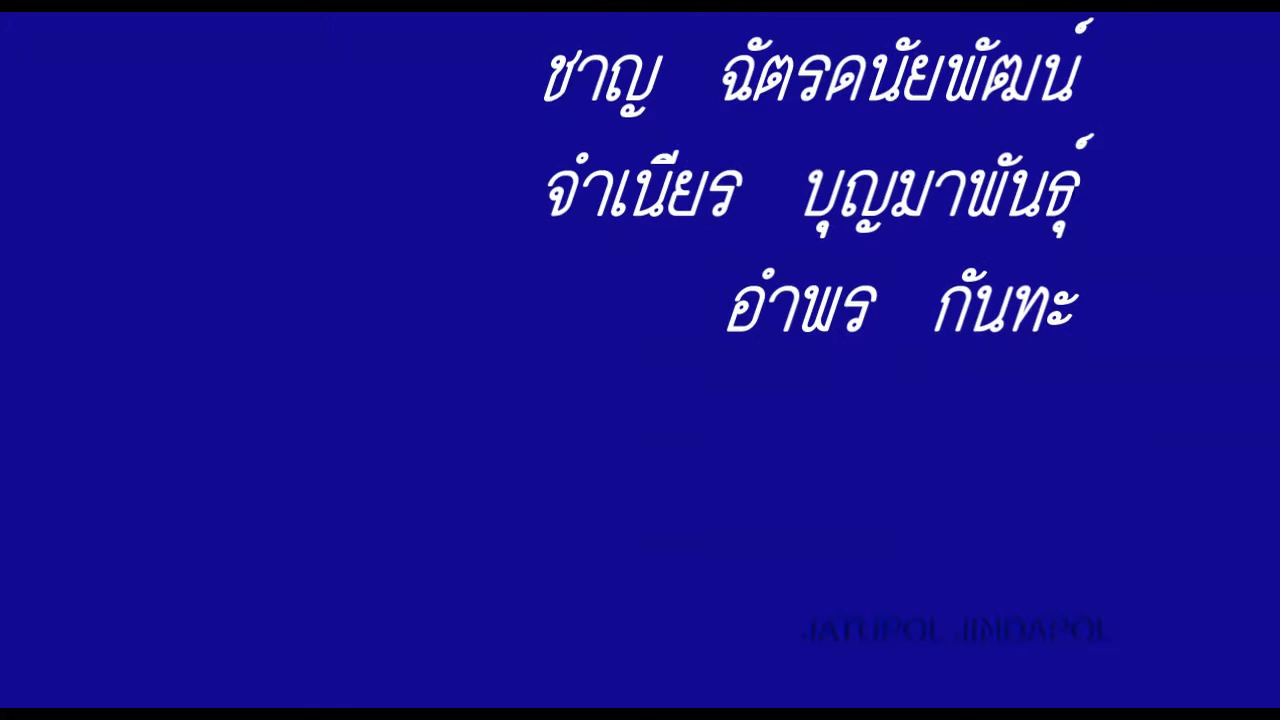 ชาญ ฉัตรดนัยพัฒน์
จำเนียร บุญมาพันธุ์
อำพร กันทะ
JATUPOL JINDAPOL